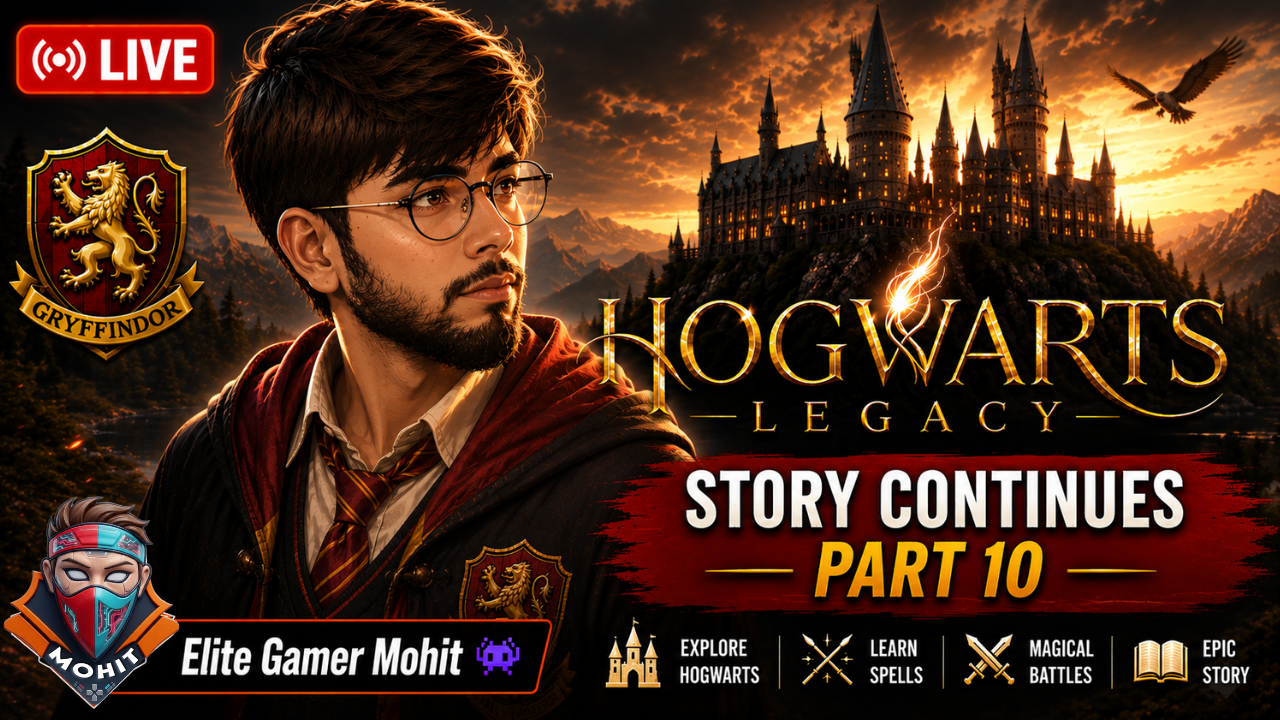 LIVE
GRYFFINDOR
HOGWARTS
LEGACY
STORY CONTINUES
PART 10
MOHIT
Elite Gamer Mohit
EXPLORE
HOGWARTS
LEARN
SPELLS
MAGICAL
BATTLES
EPIC
STORY